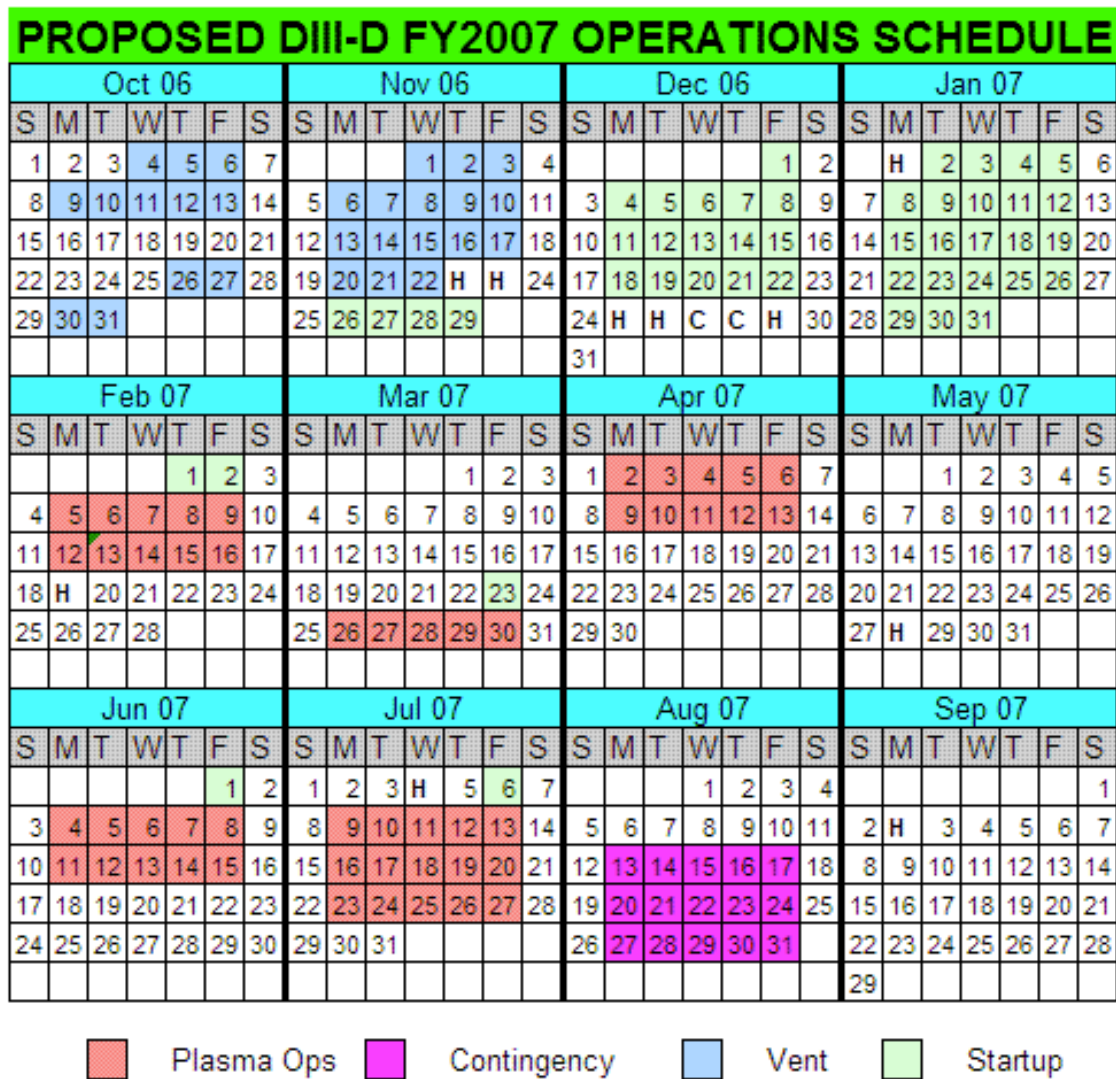 PROPOSED DIII-D FY2007 OPERATIONS SCHEDULE
Oct 06
S M T W T F S
1 2 3 4 5 6 7
8 9 10 11 12 13 14
15 16 17 18 19 20 21
22 23 24 25 26 27 28
29 30 31
Nov 06
S M T W T F S
1 2 3 4
5 6 7 8 9 10 11
12 13 14 15 16 17 18
19 20 21 22 H H 24
25 26 27 28 29
Dec 06
S M T W T F S
1 2
3 4 5 6 7 8 9
10 11 12 13 14 15 16
17 18 19 20 21 22 23
24 H H C C H 30
31
Jan 07
S M T W T F S
H 2 3 4 5 6
7 8 9 10 11 12 13
14 15 16 17 18 19 20
21 22 23 24 25 26 27
28 29 30 31
Feb 07
S M T W T F S
1 2 3
4 5 6 7 8 9 10
11 12 13 14 15 16 17
18 H 20 21 22 23 24
25 26 27 28
Mar 07
S M T W T F S
1 2 3
4 5 6 7 8 9 10
11 12 13 14 15 16 17
18 19 20 21 22 23 24
25 26 27 28 29 30 31
Apr 07
S M T W T F S
1 2 3 4 5 6 7
8 9 10 11 12 13 14
15 16 17 18 19 20 21
22 23 24 25 26 27 28
29 30
May 07
S M T W T F S
1 2 3 4 5
6 7 8 9 10 11 12
13 14 15 16 17 18 19
20 21 22 23 24 25 26
27 H 29 30 31
Jun 07
S M T W T F S
1 2
3 4 5 6 7 8 9
10 11 12 13 14 15 16
17 18 19 20 21 22 23
24 25 26 27 28 29 30
Jul 07
S M T W T F S
1 2 3 H 5 6 7
8 9 10 11 12 13 14
15 16 17 18 19 20 21
22 23 24 25 26 27 28
29 30 31
Aug 07
S M T W T F S
1 2 3 4
5 6 7 8 9 10 11
12 13 14 15 16 17 18
19 20 21 22 23 24 25
26 27 28 29 30 31
Sep 07
S M T W T F S
1
2 H 3 4 5 6 7
8 9 10 11 12 13 14
15 16 17 18 19 20 21
22 23 24 25 26 27 28
29
Plasma Ops Contingency Vent Startup